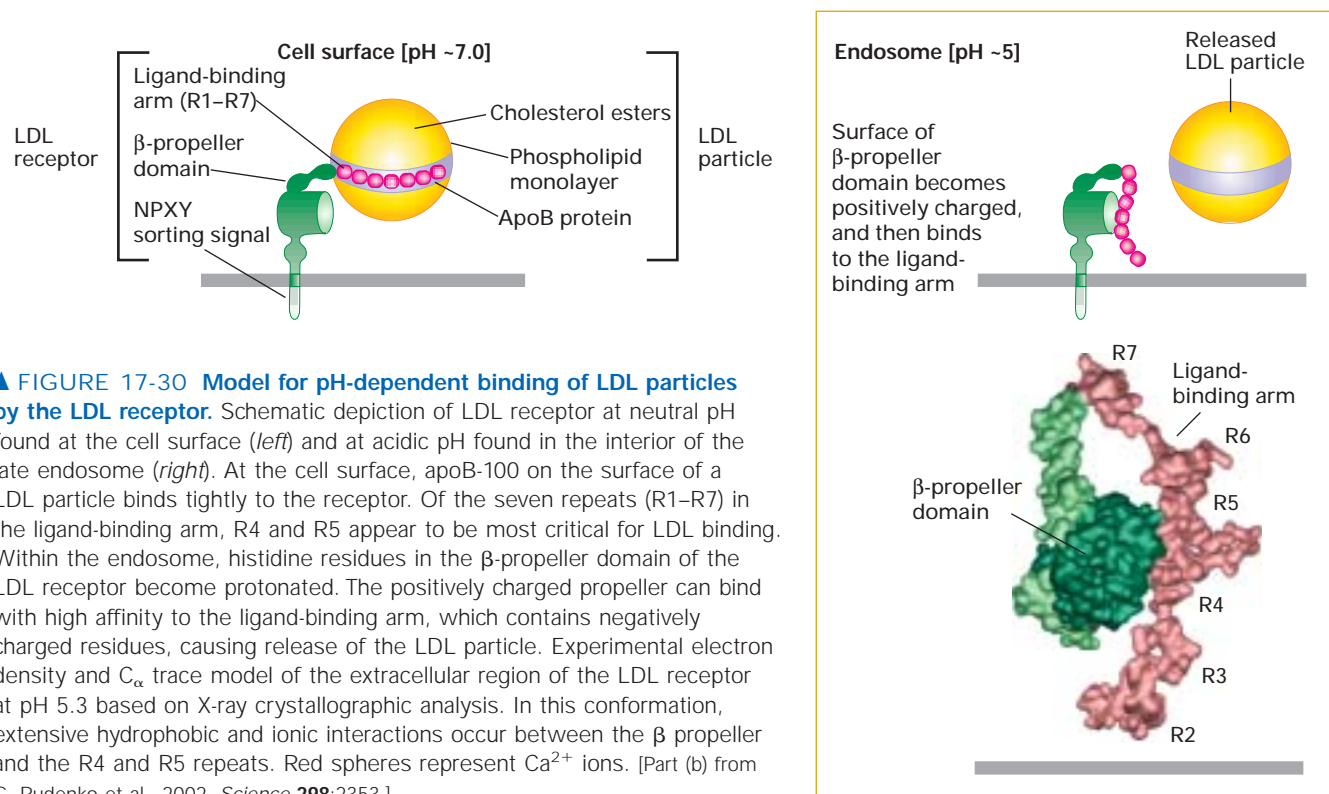 Cell surface [pH ~7.0]
Ligand-binding
arm (R1–R7)
β-propeller
domain
NPXY
sorting signal
LDL
receptor
Cholesterol esters
Phospholipid
monolayer
ApoB protein
LDL
particle
Endosome [pH ~5]
Released
LDL particle
Surface of
β-propeller
domain becomes
positively charged,
and then binds
to the ligand-
binding arm
▲ FIGURE 17-30 Model for pH-dependent binding of LDL particles
by the LDL receptor. Schematic depiction of LDL receptor at neutral pH
found at the cell surface (left) and at acidic pH found in the interior of the
late endosome (right). At the cell surface, apoB-100 on the surface of a
LDL particle binds tightly to the receptor. Of the seven repeats (R1–R7) in
the ligand-binding arm, R4 and R5 appear to be most critical for LDL binding.
Within the endosome, histidine residues in the β-propeller domain of the
LDL receptor become protonated. The positively charged propeller can bind
with high affinity to the ligand-binding arm, which contains negatively
charged residues, causing release of the LDL particle. Experimental electron
density and Cα trace model of the extracellular region of the LDL receptor
at pH 5.3 based on X-ray crystallographic analysis. In this conformation,
extensive hydrophobic and ionic interactions occur between the β propeller
and the R4 and R5 repeats. Red spheres represent Ca²⁺ ions. [Part (b) from
Rudenko et al., 2002, Science 298:2353.]
R7
Ligand-
binding arm
R6
R5
β-propeller
domain
R4
R3
R2